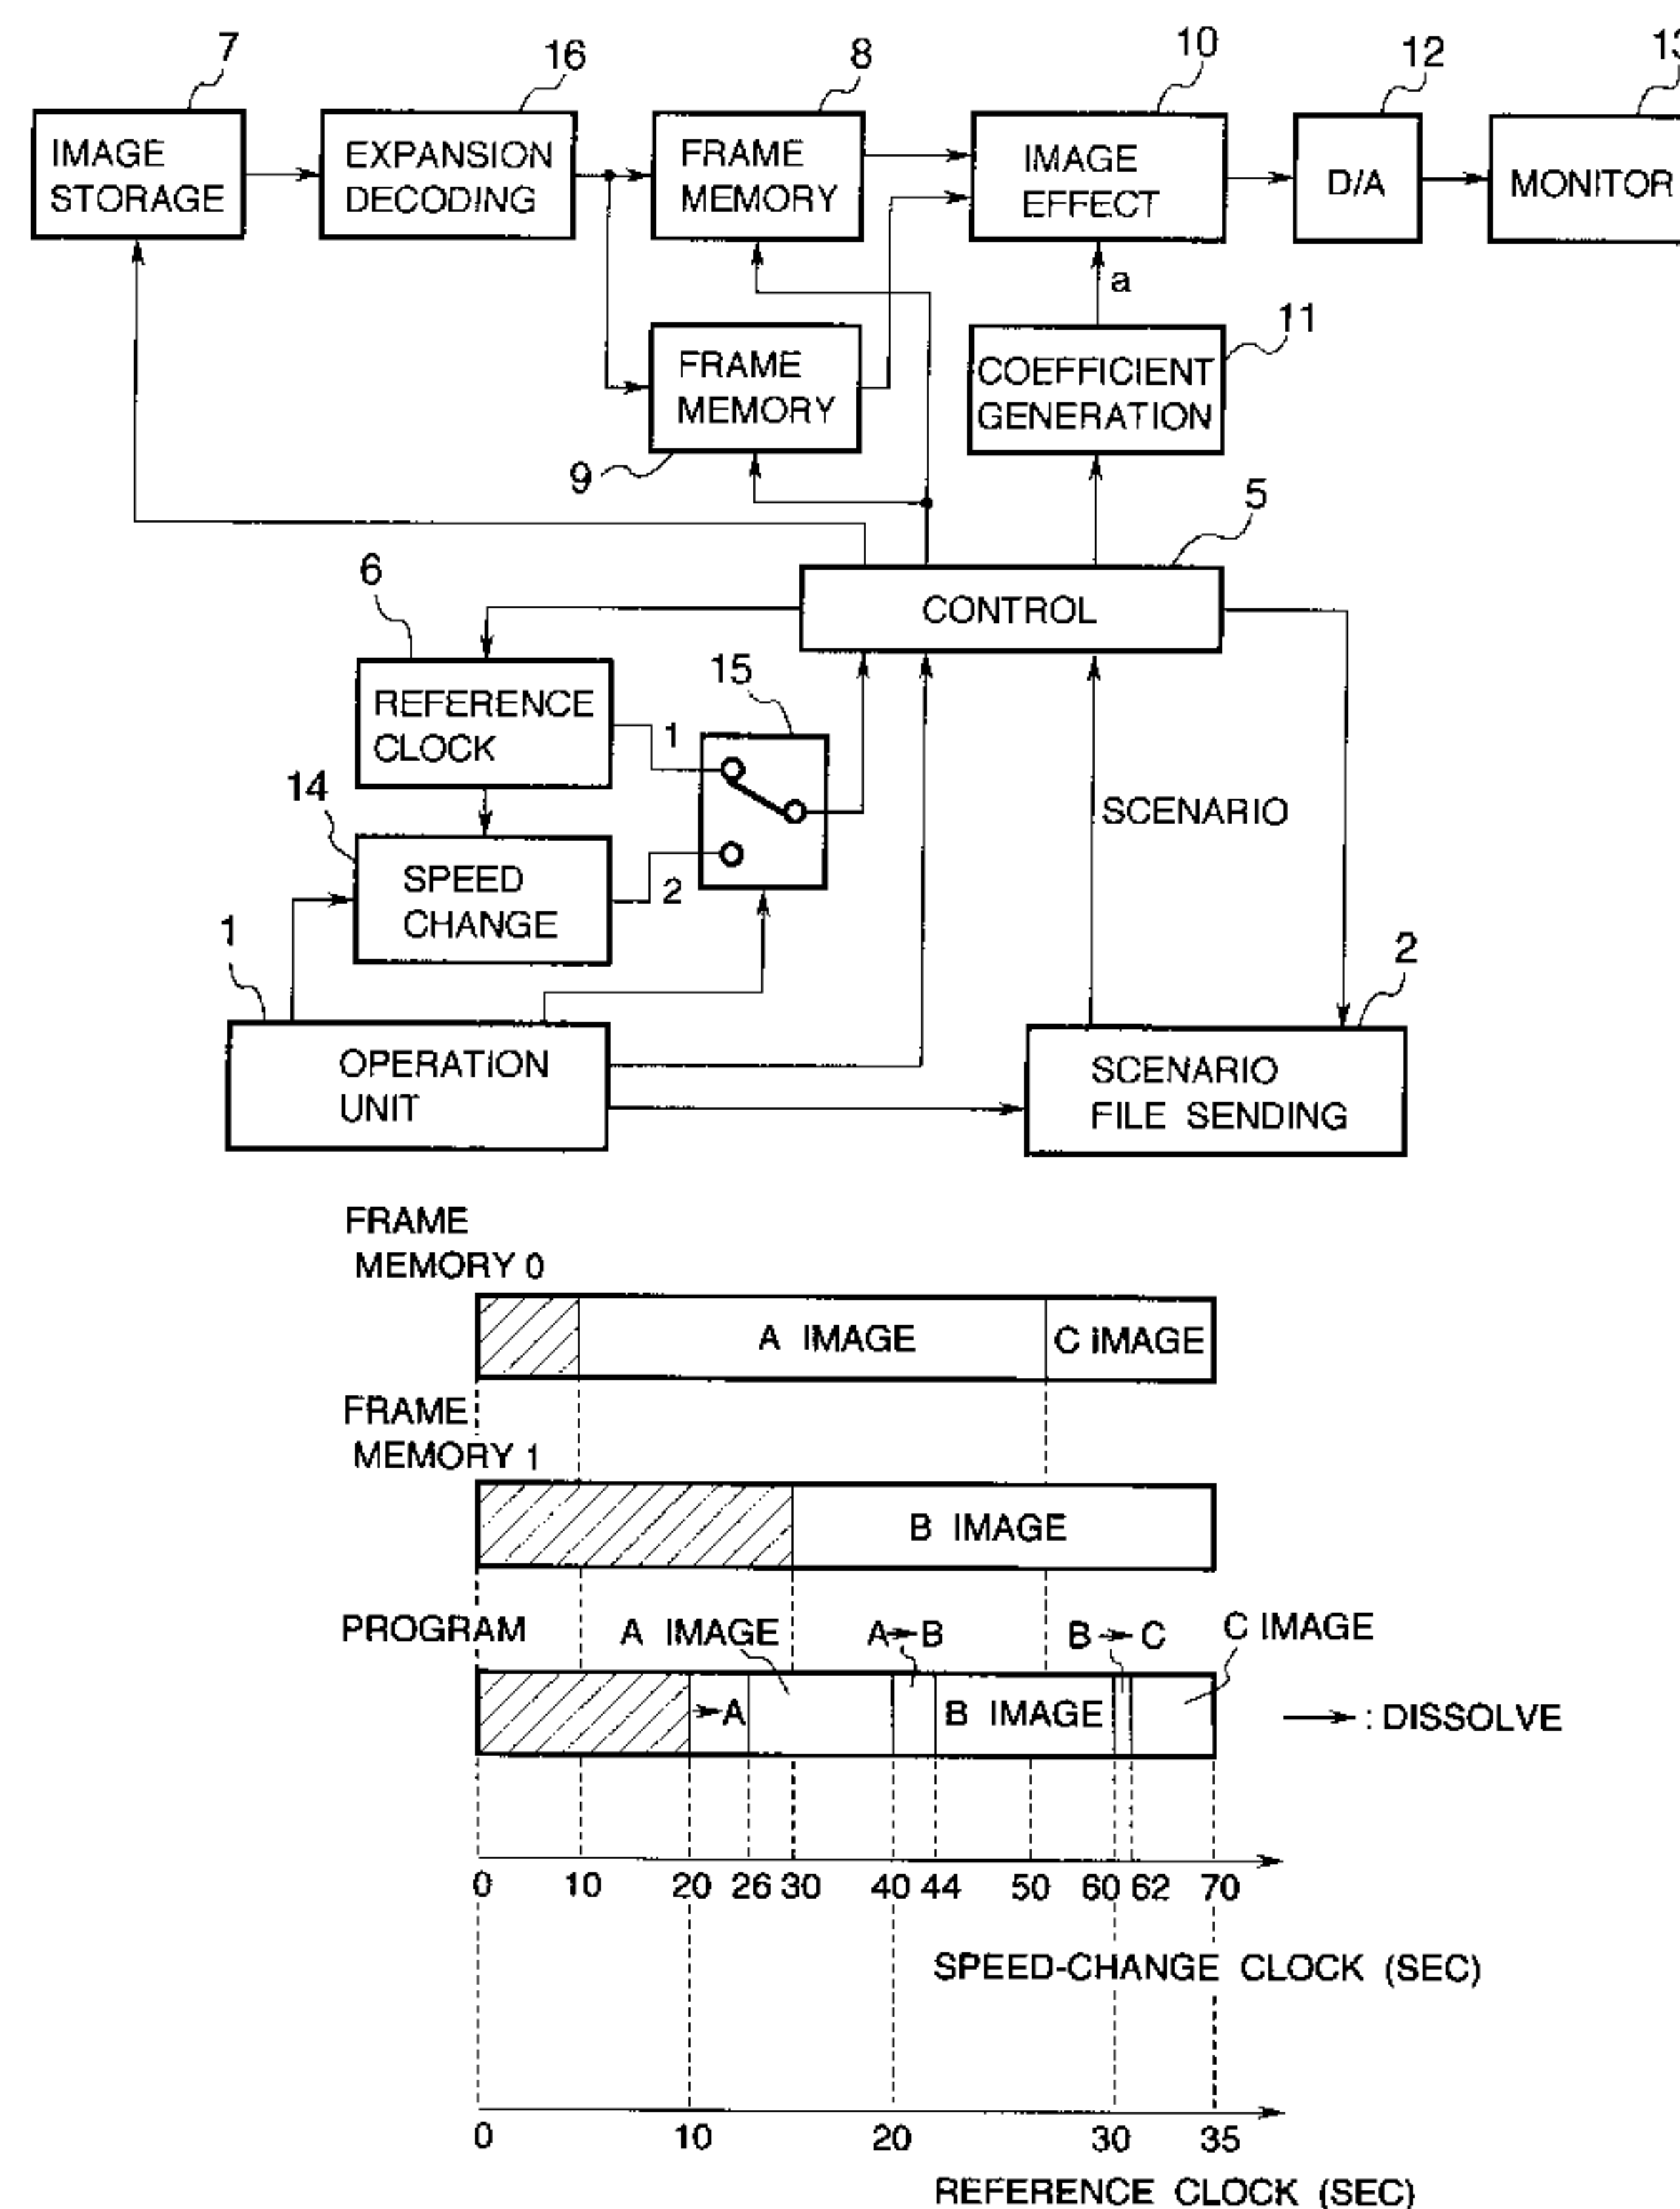 7
16
8
10
12
13
IMAGE
STORAGE
EXPANSION
DECODING
FRAME
MEMORY
IMAGE
EFFECT
D/A
MONITOR
a
11
FRAME
MEMORY
COEFFICIENT
GENERATION
9
5
6
CONTROL
15
REFERENCE
CLOCK
1
14
SCENARIO
SPEED
CHANGE
2
1
2
OPERATION
UNIT
SCENARIO
FILE SENDING
FRAME
MEMORY 0
A IMAGE
C IMAGE
FRAME
MEMORY 1
B IMAGE
PROGRAM
A IMAGE
A→B
B→C
C IMAGE
→A
B IMAGE
→ : DISSOLVE
0 10 20 26 30 40 44 50 60 62 70
SPEED-CHANGE CLOCK (SEC)
0 10 20 30 35
REFERENCE CLOCK (SEC)